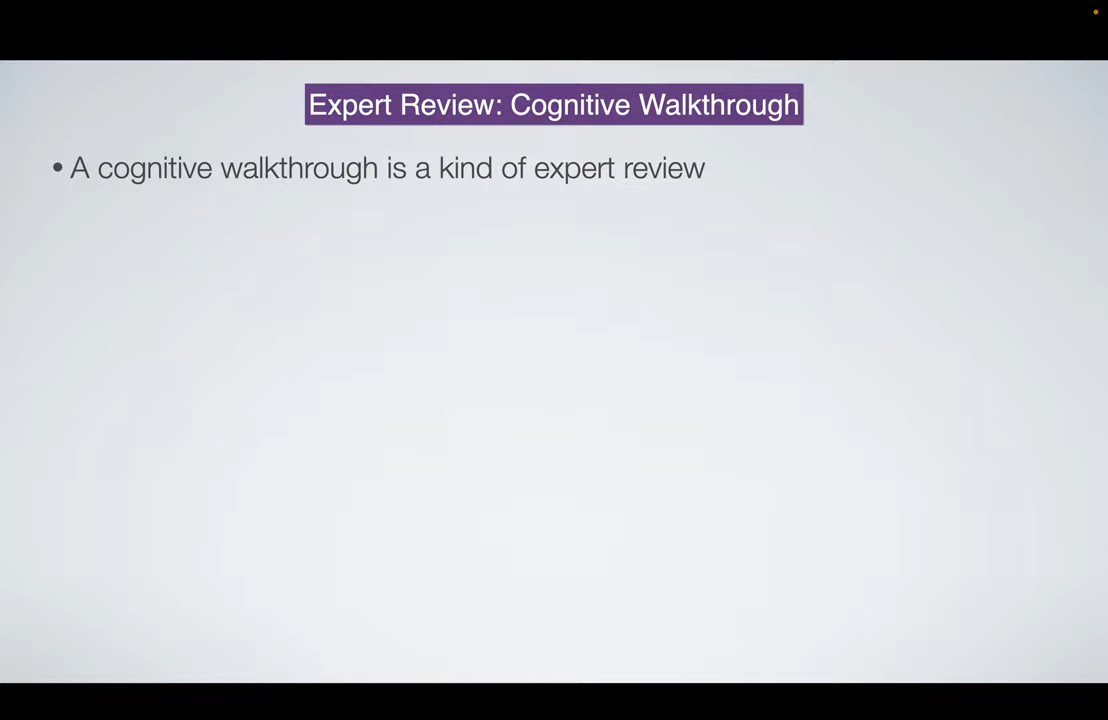 Expert Review: Cognitive Walkthrough
• A cognitive walkthrough is a kind of expert review